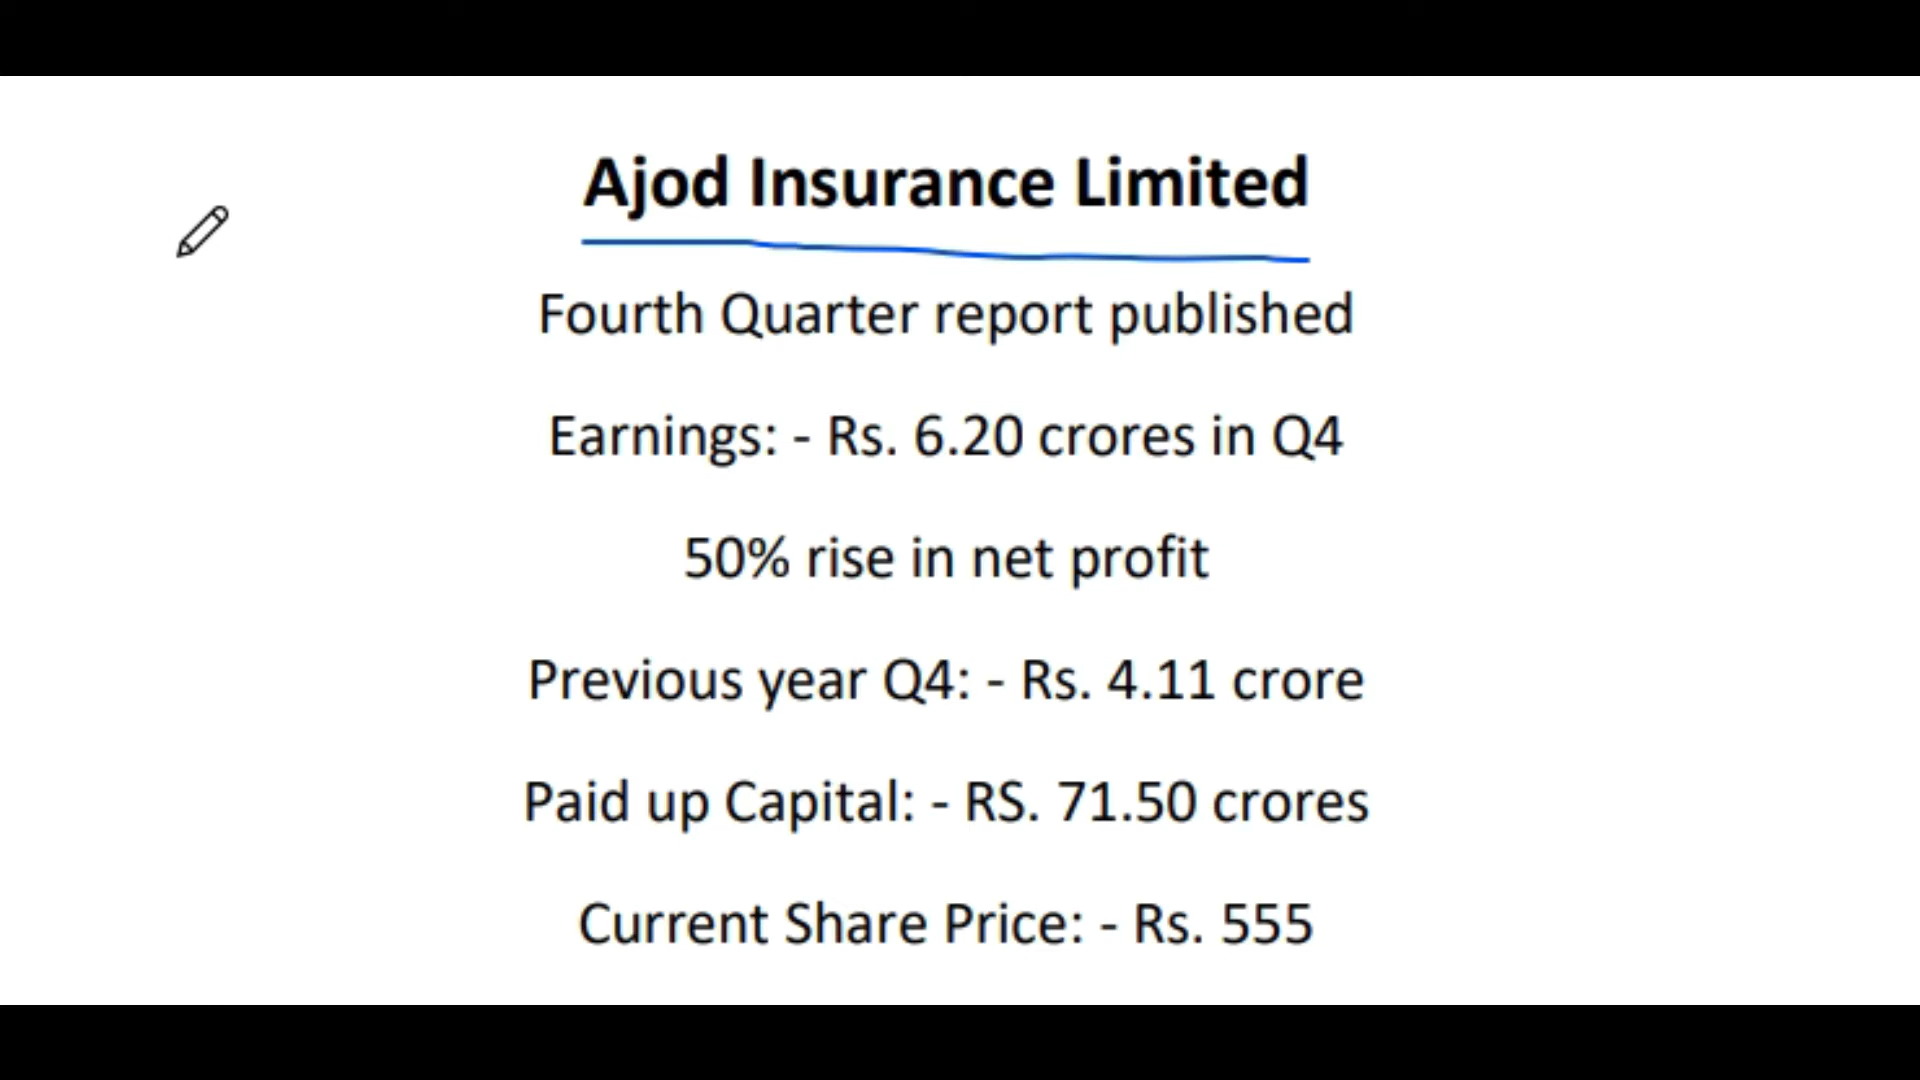 Ajod Insurance Limited
Fourth Quarter report published
Earnings: - Rs. 6.20 crores in Q4
50% rise in net profit
Previous year Q4: - Rs. 4.11 crore
Paid up Capital: - RS. 71.50 crores
Current Share Price: - Rs. 555